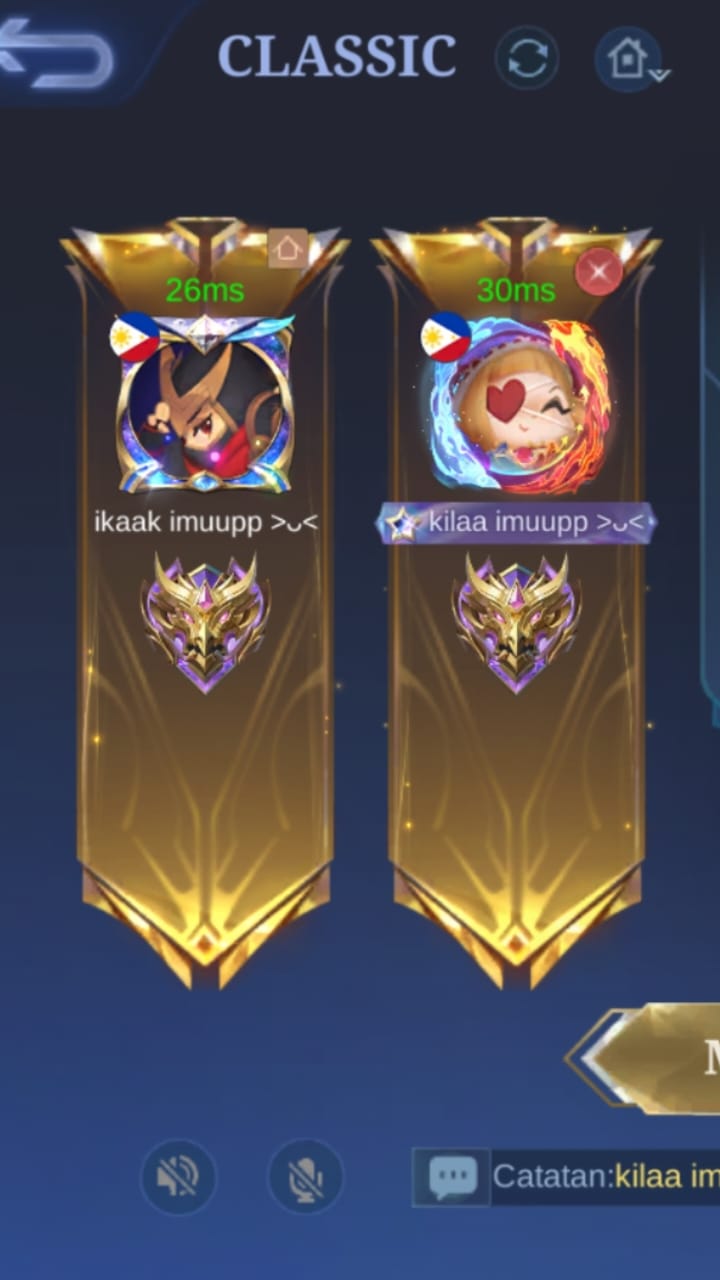 CLASSIC
26ms
30ms
ikaak imuupp >ᴗ<
kilaa imuupp >ᴗ<
Catatan:kilaa im